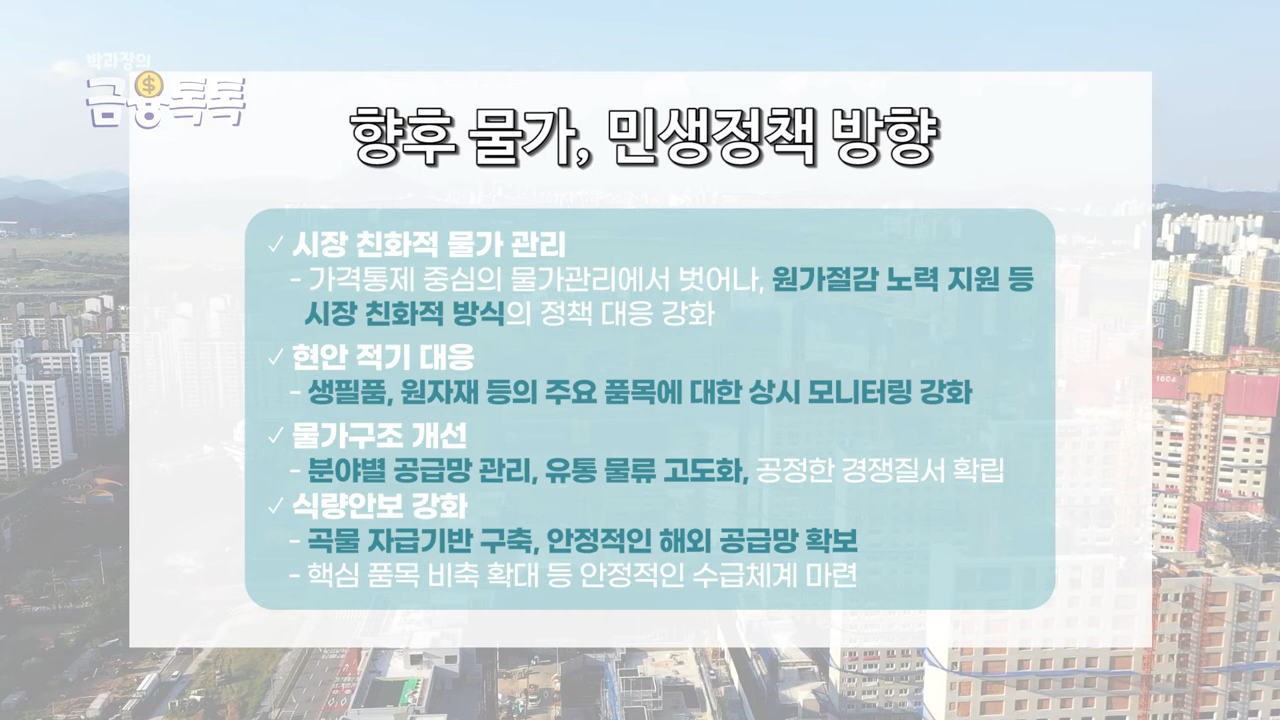 박과장의
금융톡톡
향후 물가, 민생정책 방향
✓ 시장 친화적 물가 관리
- 가격통제 중심의 물가관리에서 벗어나, 원가절감 노력 지원 등
시장 친화적 방식의 정책 대응 강화
✓ 현안 적기 대응
- 생필품, 원자재 등의 주요 품목에 대한 상시 모니터링 강화
✓ 물가구조 개선
- 분야별 공급망 관리, 유통 물류 고도화, 공정한 경쟁질서 확립
✓ 식량안보 강화
- 곡물 자급기반 구축, 안정적인 해외 공급망 확보
- 핵심 품목 비축 확대 등 안정적인 수급체계 마련
1604